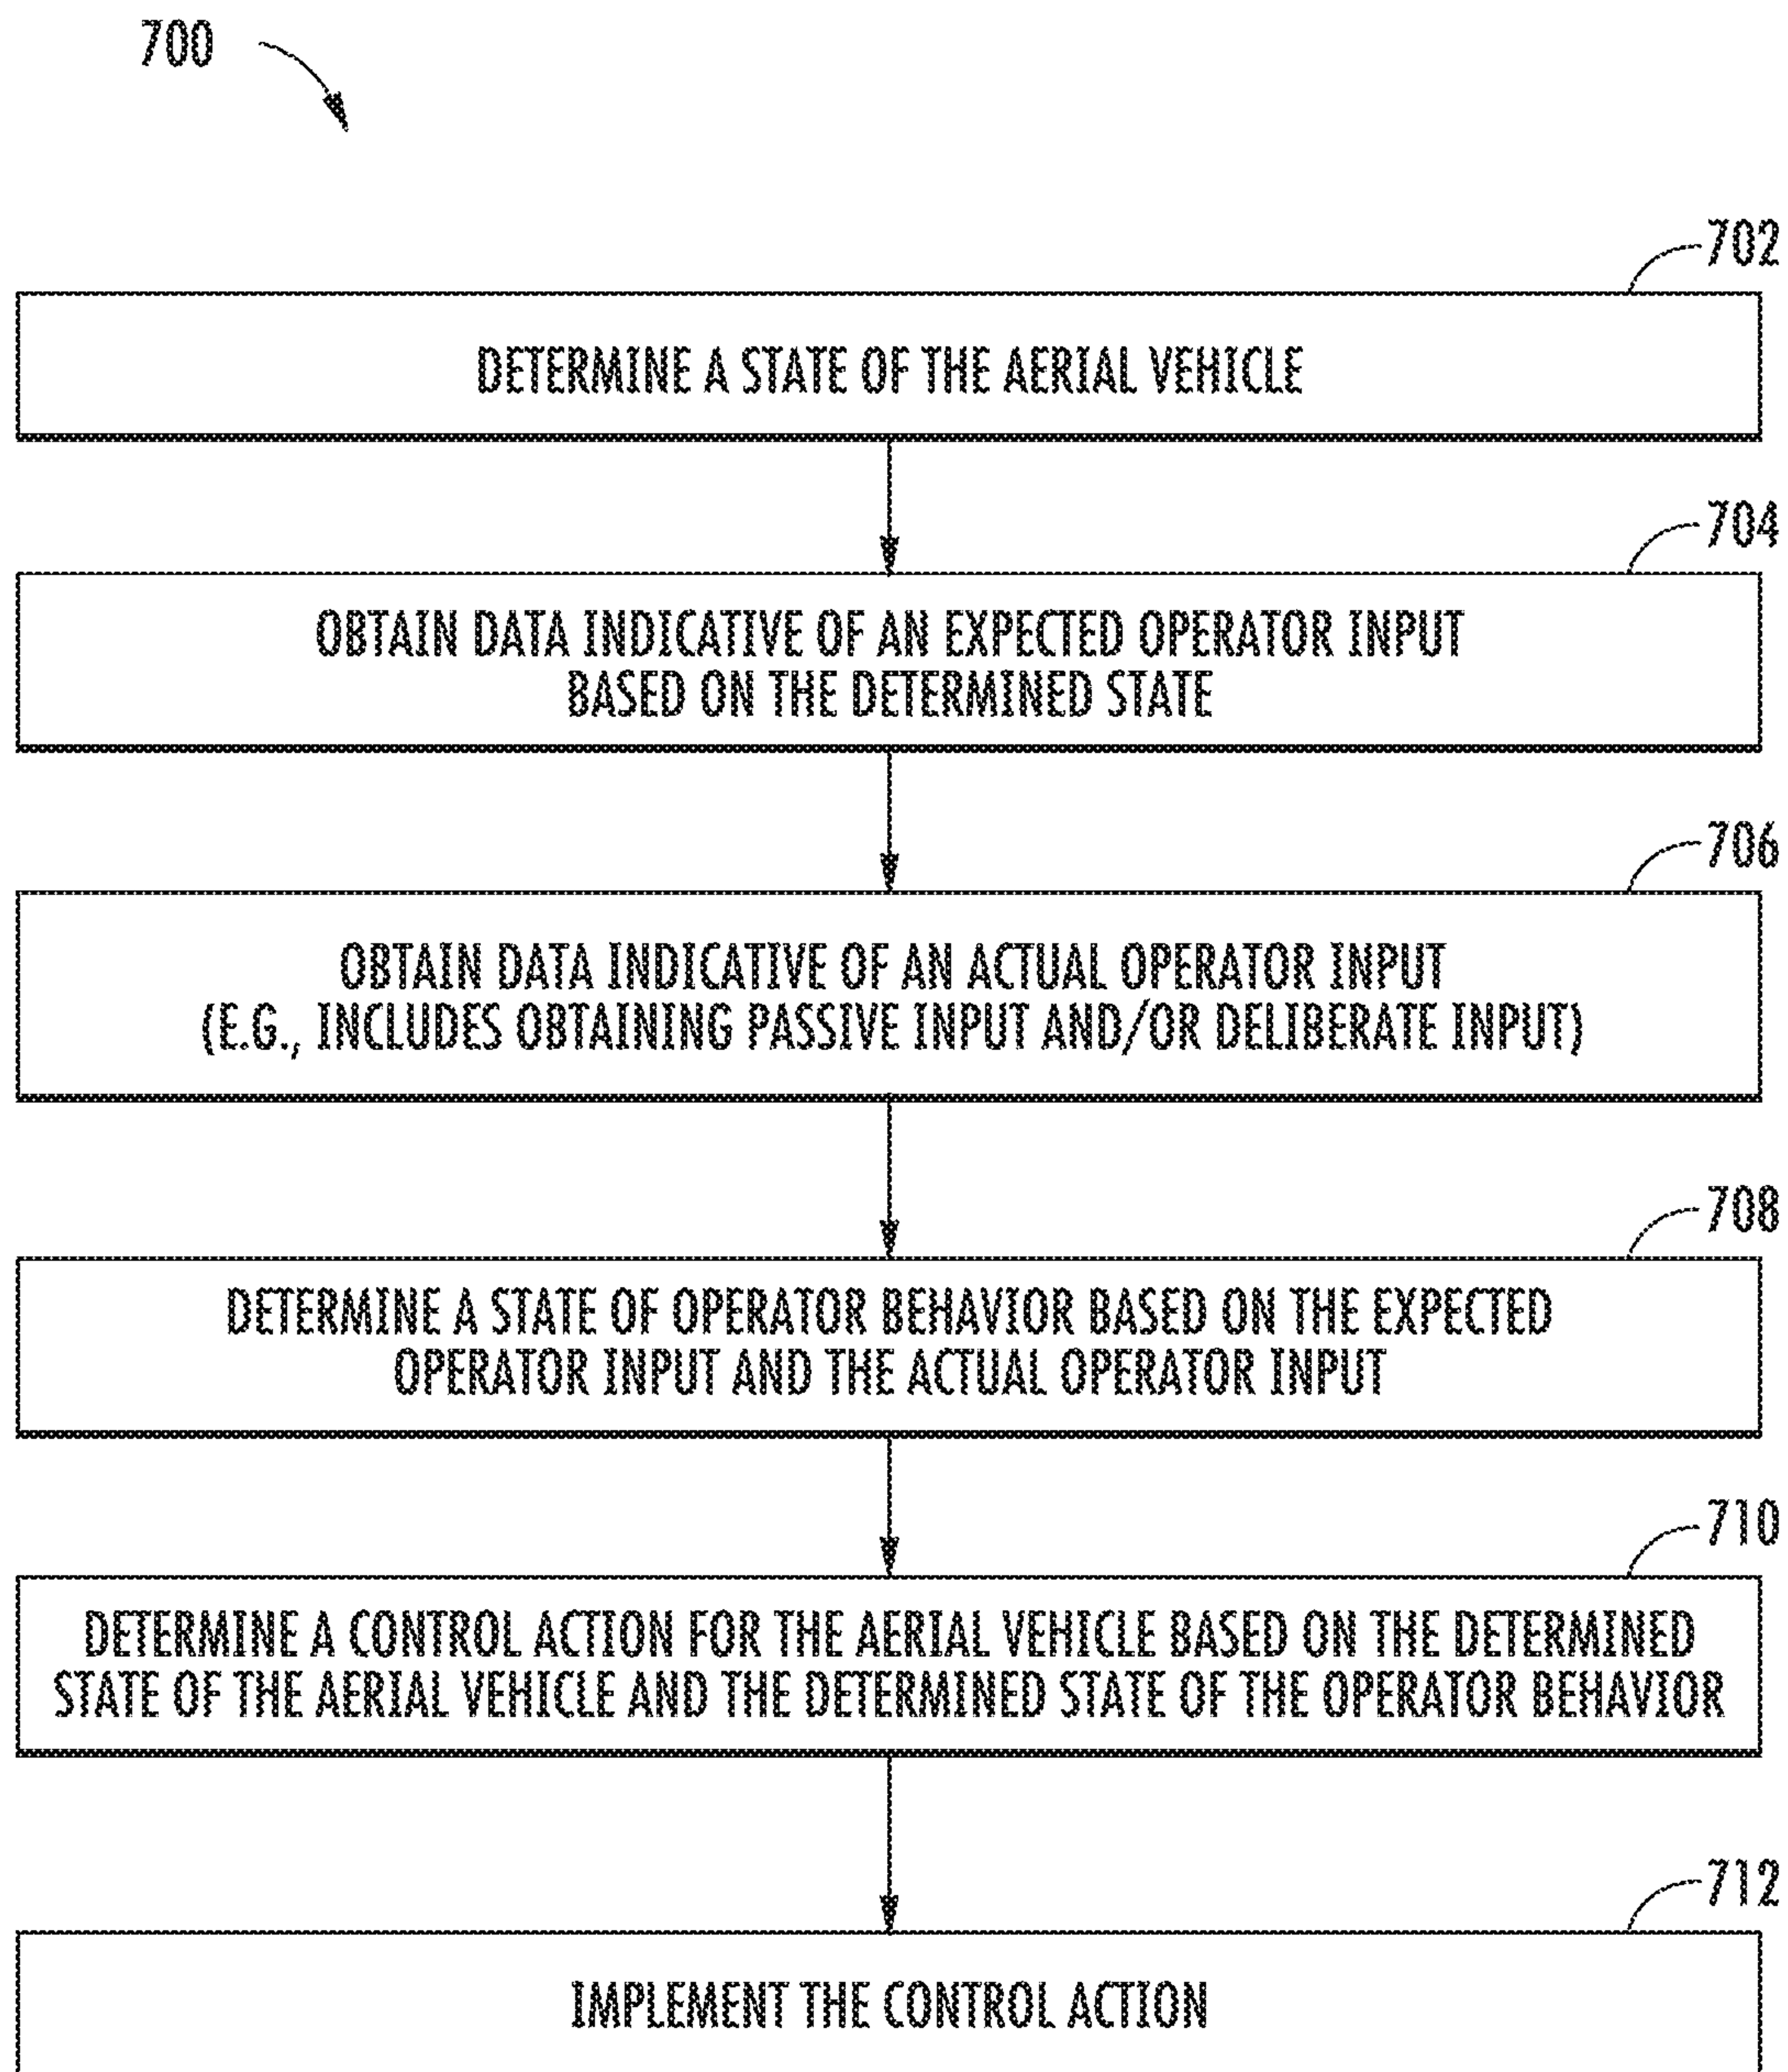 700
702
DETERMINE A STATE OF THE AERIAL VEHICLE
704
OBTAIN DATA INDICATIVE OF AN EXPECTED OPERATOR INPUT
BASED ON THE DETERMINED STATE
706
OBTAIN DATA INDICATIVE OF AN ACTUAL OPERATOR INPUT
(E.G., INCLUDES OBTAINING PASSIVE INPUT AND/OR DELIBERATE INPUT)
708
DETERMINE A STATE OF OPERATOR BEHAVIOR BASED ON THE EXPECTED
OPERATOR INPUT AND THE ACTUAL OPERATOR INPUT
710
DETERMINE A CONTROL ACTION FOR THE AERIAL VEHICLE BASED ON THE DETERMINED
STATE OF THE AERIAL VEHICLE AND THE DETERMINED STATE OF THE OPERATOR BEHAVIOR
712
IMPLEMENT THE CONTROL ACTION